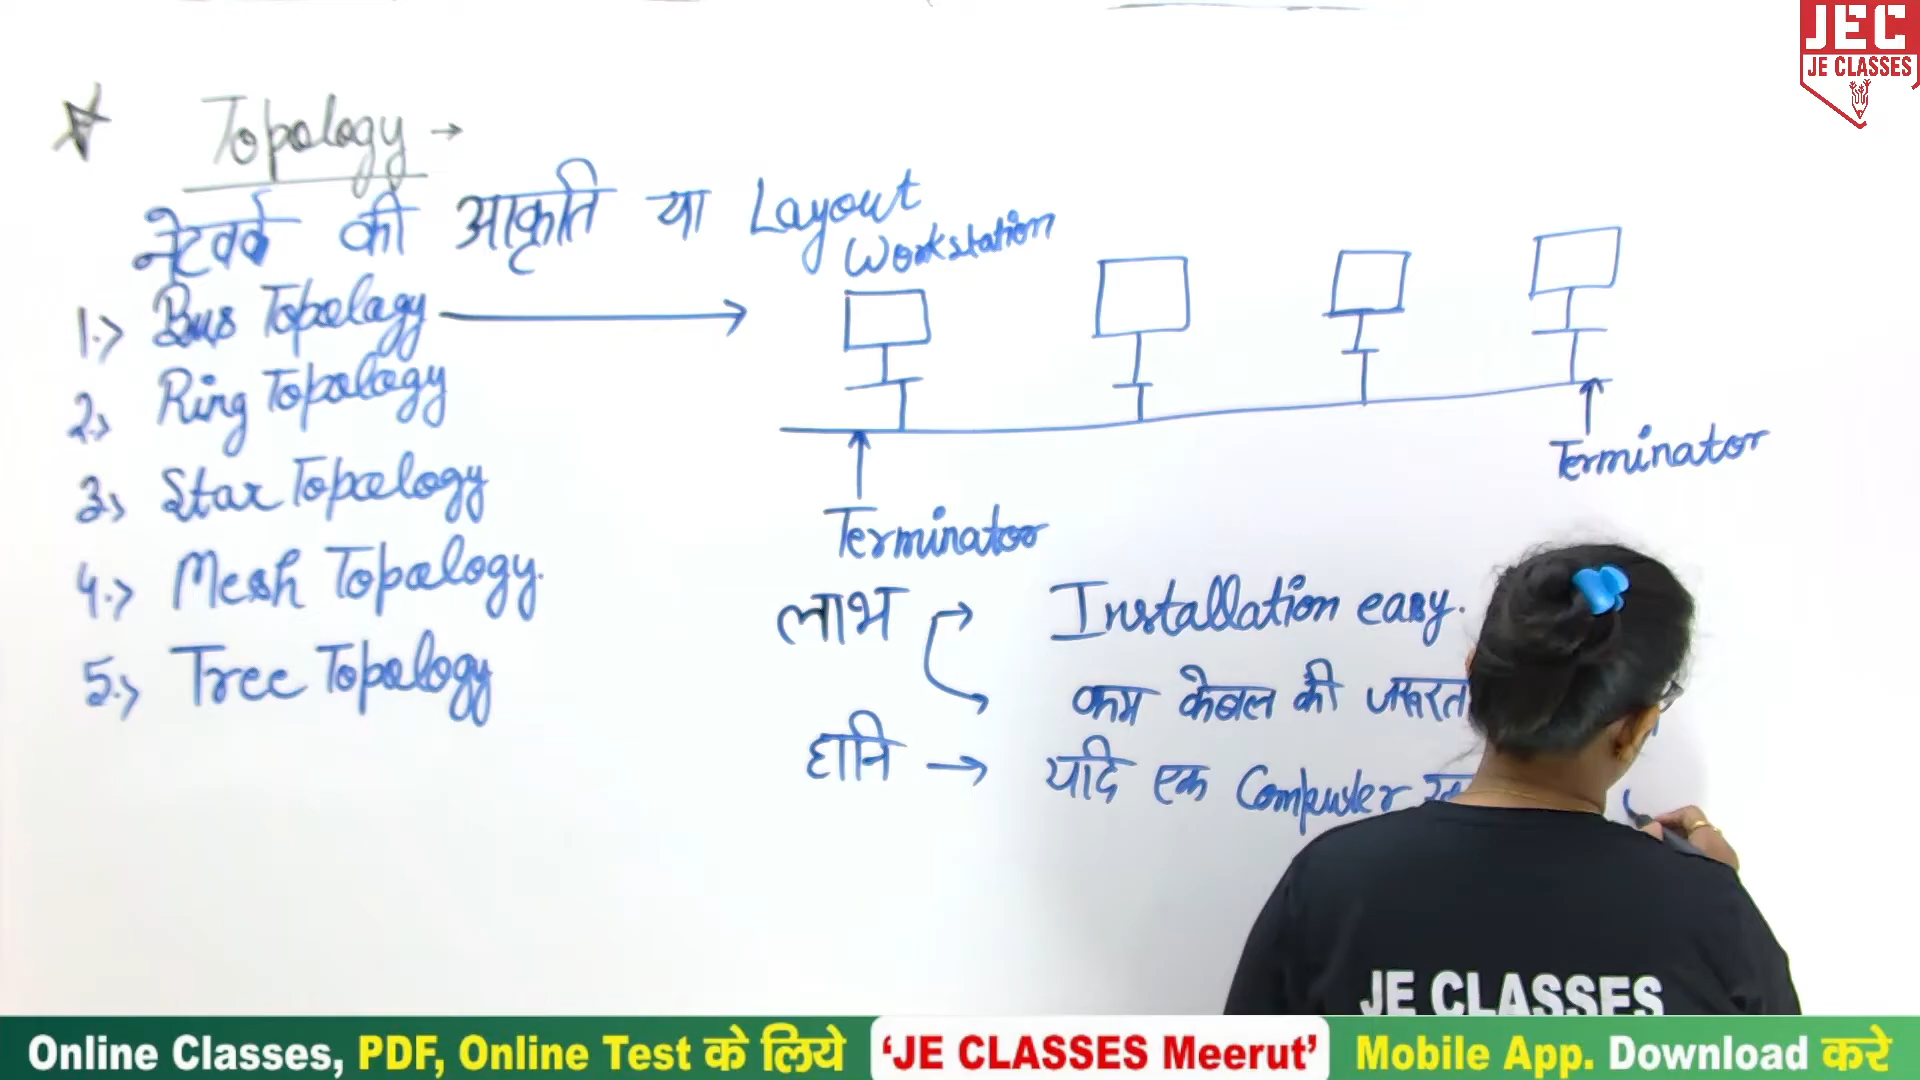 JEC
JE CLASSES
Topology →
नेटवर्क की आकृति या Layout
1.> Bus Topology →
2> Ring Topology
3> Star Topology
4.> Mesh Topology.
5.> Tree Topology
Workstation
Terminator
Terminator
लाभ → Installation easy.
→ कम केबल की जरूरत
हानि → यदि एक Computer
JE CLASSES
Online Classes, PDF, Online Test के लिये 'JE CLASSES Meerut' Mobile App. Download करे